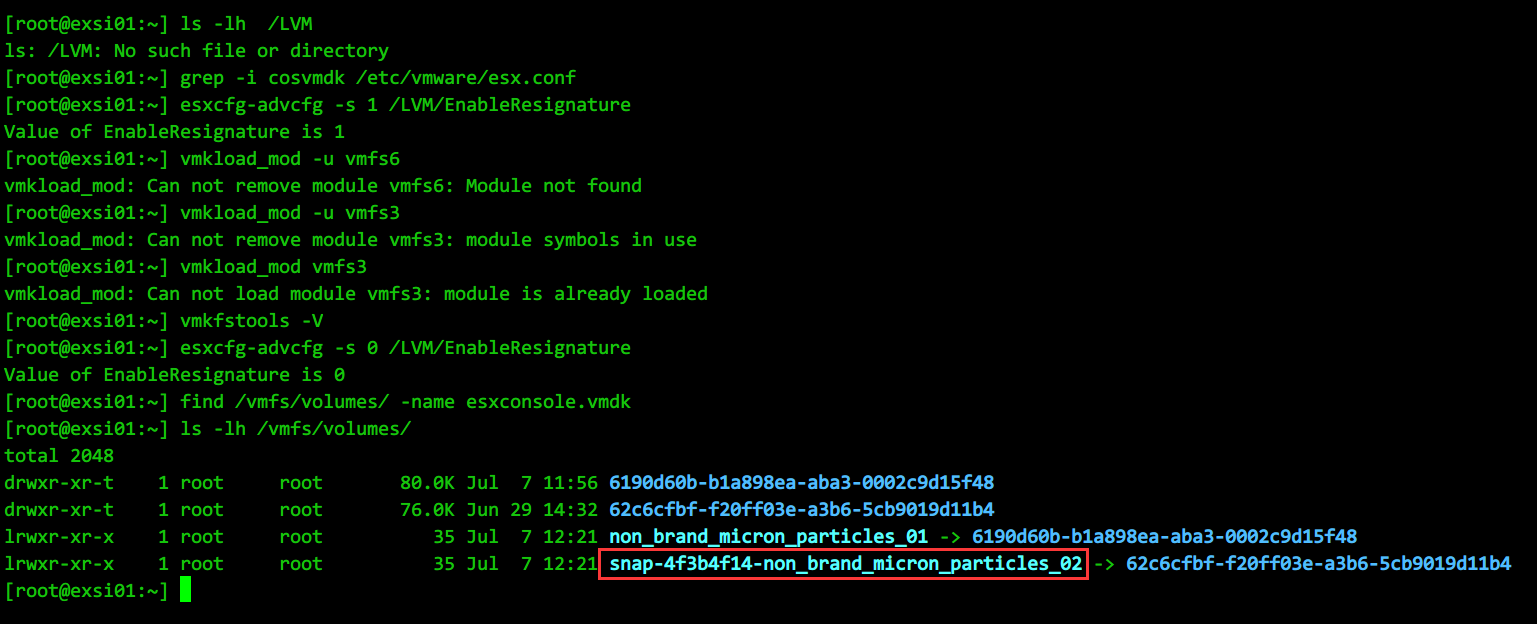 [root@exsi01:~] ls -lh  /LVM
ls: /LVM: No such file or directory
[root@exsi01:~] grep -i cosvmdk /etc/vmware/esx.conf
[root@exsi01:~] esxcfg-advcfg -s 1 /LVM/EnableResignature
Value of EnableResignature is 1
[root@exsi01:~] vmkload_mod -u vmfs6
vmkload_mod: Can not remove module vmfs6: Module not found
[root@exsi01:~] vmkload_mod -u vmfs3
vmkload_mod: Can not remove module vmfs3: module symbols in use
[root@exsi01:~] vmkload_mod vmfs3
vmkload_mod: Can not load module vmfs3: module is already loaded
[root@exsi01:~] vmkfstools -V
[root@exsi01:~] esxcfg-advcfg -s 0 /LVM/EnableResignature
Value of EnableResignature is 0
[root@exsi01:~] find /vmfs/volumes/ -name esxconsole.vmdk
[root@exsi01:~] ls -lh /vmfs/volumes/
total 2048
drwxr-xr-t    1 root     root       80.0K Jul  7 11:56 6190d60b-b1a898ea-aba3-0002c9d15f48
drwxr-xr-t    1 root     root       76.0K Jun 29 14:32 62c6cfbf-f20ff03e-a3b6-5cb9019d11b4
lrwxr-xr-x    1 root     root          35 Jul  7 12:21 non_brand_micron_particles_01 -> 6190d60b-b1a898ea-aba3-0002c9d15f48
lrwxr-xr-x    1 root     root          35 Jul  7 12:21 snap-4f3b4f14-non_brand_micron_particles_02 -> 62c6cfbf-f20ff03e-a3b6-5cb9019d11b4
[root@exsi01:~]